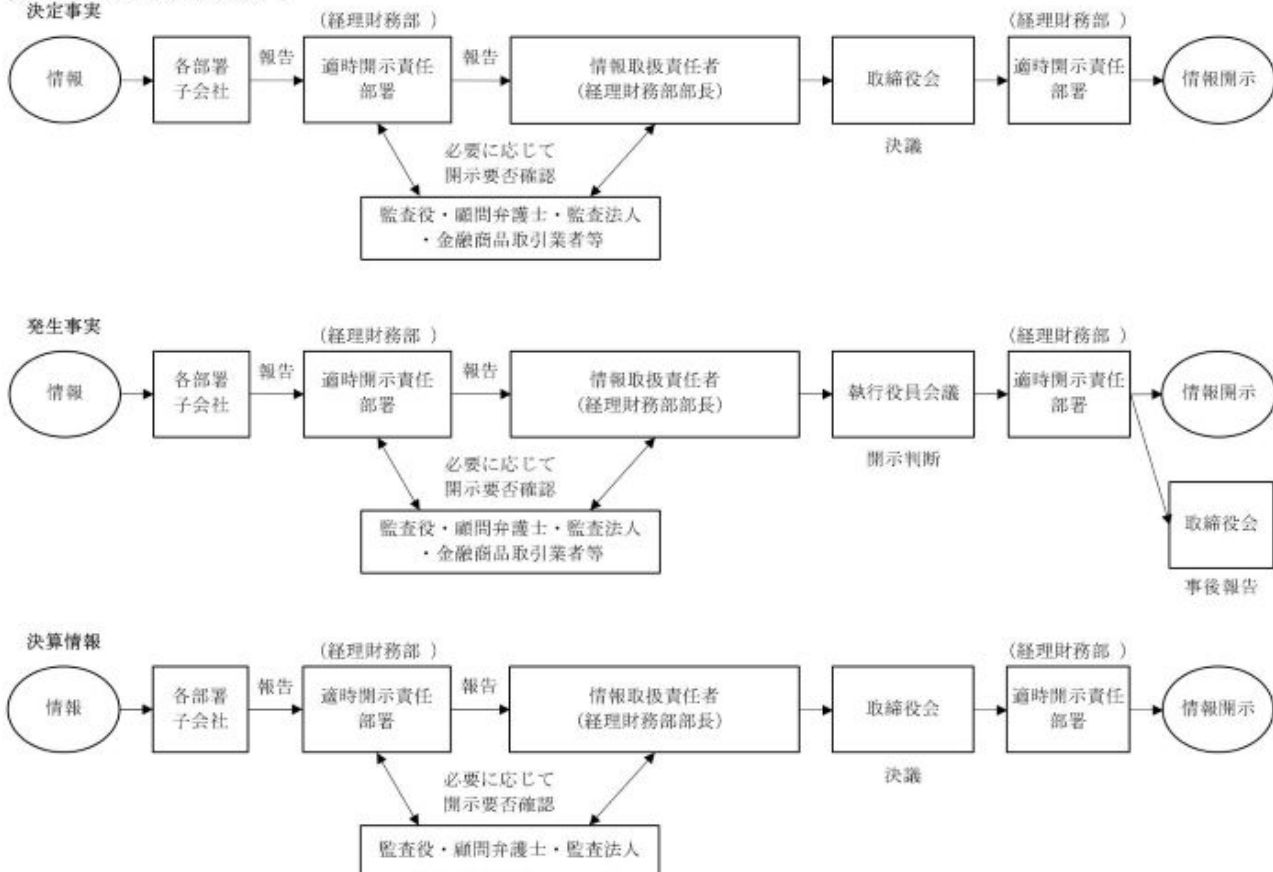 決定事実
(経理財務部 )
(経理財務部 )
情報
各部署
子会社
報告
適時開示責任
部署
報告
情報取扱責任者
(経理財務部部長)
取締役会
適時開示責任
部署
情報開示
決議
必要に応じて
開示要否確認
監査役・顧問弁護士・監査法人
・金融商品取引業者等
発生事実
(経理財務部 )
(経理財務部 )
情報
各部署
子会社
報告
適時開示責任
部署
報告
情報取扱責任者
(経理財務部部長)
執行役員会議
適時開示責任
部署
情報開示
開示判断
必要に応じて
開示要否確認
監査役・顧問弁護士・監査法人
・金融商品取引業者等
取締役会
事後報告
決算情報
(経理財務部 )
(経理財務部 )
情報
各部署
子会社
報告
適時開示責任
部署
報告
情報取扱責任者
(経理財務部部長)
取締役会
適時開示責任
部署
情報開示
決議
必要に応じて
開示要否確認
監査役・顧問弁護士・監査法人